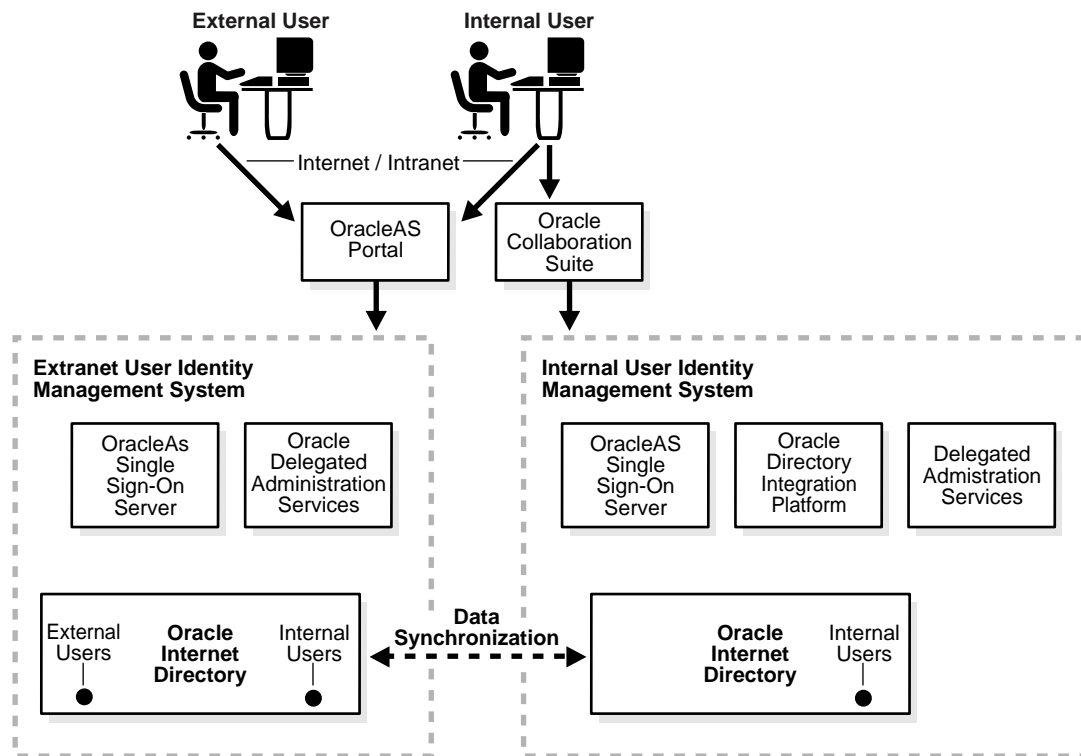 External User
Internal User
Internet / Intranet
OracleAS
Portal
Oracle
Collaboration
Suite
Extranet User Identity
Management System
OracleAs
Single
Sign-On
Server
Oracle
Delegated
Administration
Services
Internal User Identity
Management System
OracleAS
Single
Sign-On
Server
Oracle
Directory
Integration
Platform
Delegated
Admistration
Services
External
Users
Oracle
Internet
Directory
Internal
Users
Data
Synchronization
Oracle
Internet
Directory
Internal
Users